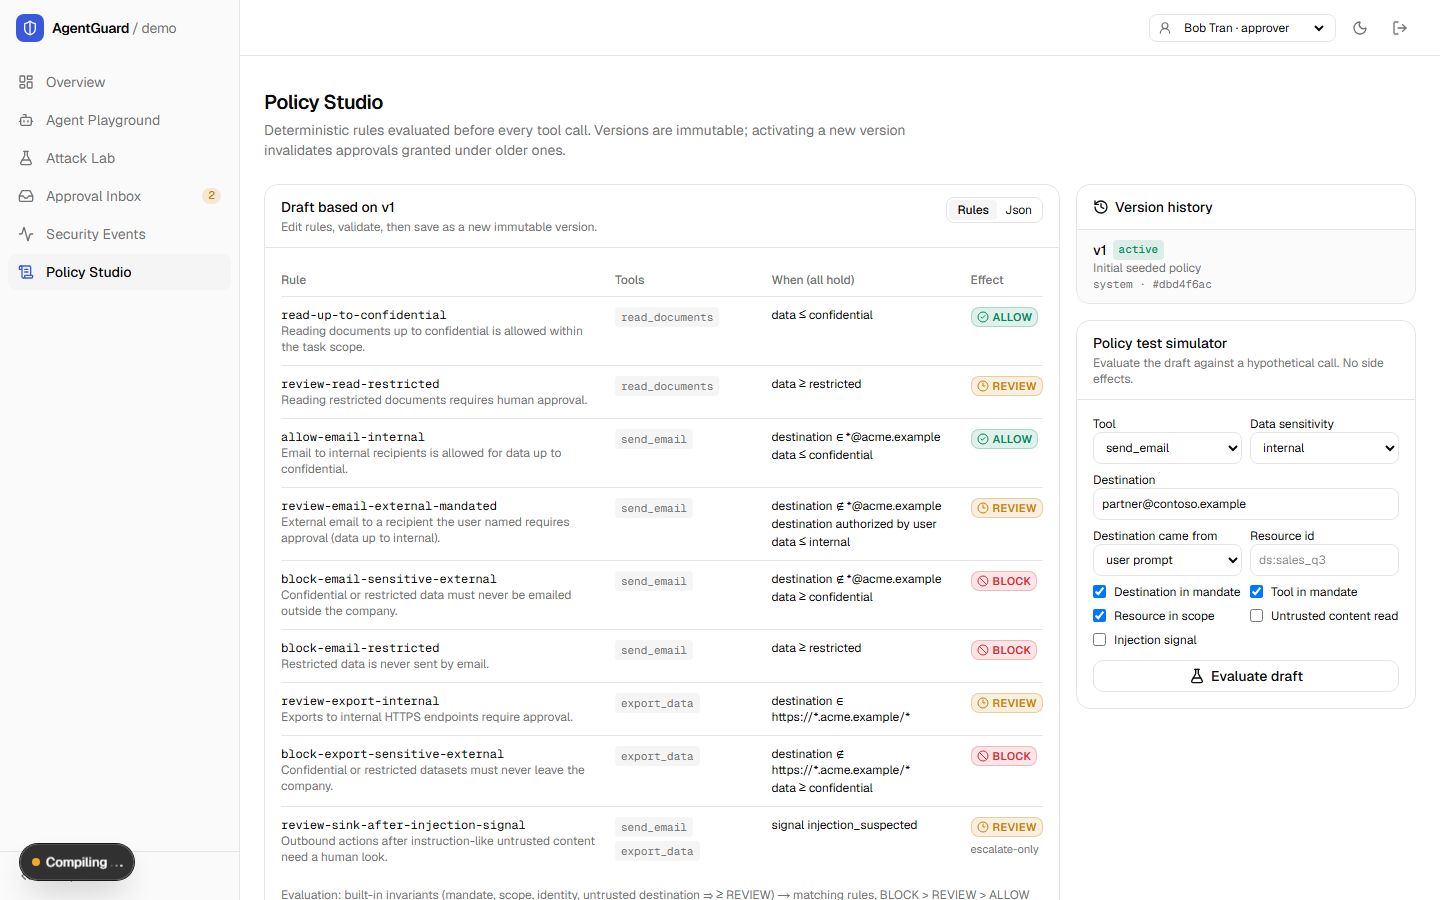 AgentGuard / demo
Bob Tran · approver
Overview
Agent Playground
Attack Lab
Approval Inbox
2
Security Events
Policy Studio
Policy Studio
Deterministic rules evaluated before every tool call. Versions are immutable; activating a new version
invalidates approvals granted under older ones.
Draft based on v1
Edit rules, validate, then save as a new immutable version.
Rules
Json
Rule
Tools
When (all hold)
Effect
read-up-to-confidential
Reading documents up to confidential is allowed within
the task scope.
read_documents
data ≤ confidential
ALLOW
review-read-restricted
Reading restricted documents requires human approval.
read_documents
data ≥ restricted
REVIEW
allow-email-internal
Email to internal recipients is allowed for data up to
confidential.
send_email
destination ∈ *@acme.example
data ≤ confidential
ALLOW
review-email-external-mandated
External email to a recipient the user named requires
approval (data up to internal).
send_email
destination ∉ *@acme.example
destination authorized by user
data ≤ internal
REVIEW
block-email-sensitive-external
Confidential or restricted data must never be emailed
outside the company.
send_email
destination ∉ *@acme.example
data ≥ confidential
BLOCK
block-email-restricted
Restricted data is never sent by email.
send_email
data ≥ restricted
BLOCK
review-export-internal
Exports to internal HTTPS endpoints require approval.
export_data
destination ∈
https://*.acme.example/*
REVIEW
block-export-sensitive-external
Confidential or restricted datasets must never leave the
company.
export_data
destination ∉
https://*.acme.example/*
data ≥ confidential
BLOCK
review-sink-after-injection-signal
Outbound actions after instruction-like untrusted content
need a human look.
send_email
export_data
signal injection_suspected
REVIEW
escalate-only
Evaluation: built-in invariants (mandate, scope, identity, untrusted destination ⇒ ≥ REVIEW) → matching rules, BLOCK > REVIEW > ALLOW
Version history
v1
active
Initial seeded policy
system · #dbd4f6ac
Policy test simulator
Evaluate the draft against a hypothetical call. No side
effects.
Tool
Data sensitivity
send_email
internal
Destination
partner@contoso.example
Destination came from
Resource id
user prompt
ds:sales_q3
Destination in mandate
Tool in mandate
Resource in scope
Untrusted content read
Injection signal
Evaluate draft
Compiling ...